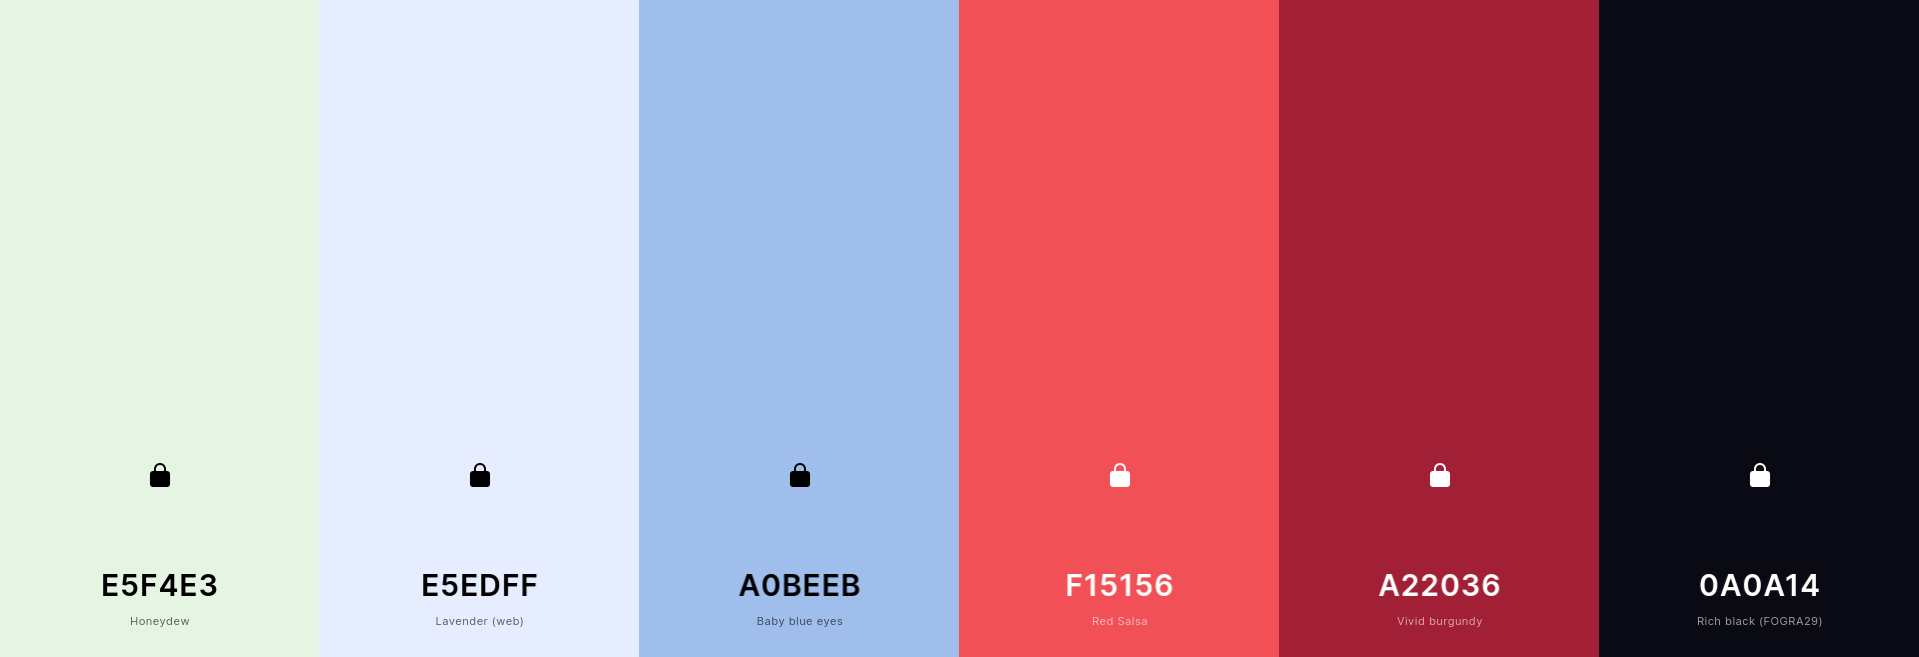 E5F4E3
Honeydew
E5EDFF
Lavender (web)
A0BEEB
Baby blue eyes
F15156
Red Salsa
A22036
Vivid burgundy
0A0A14
Rich black (FOGRA29)